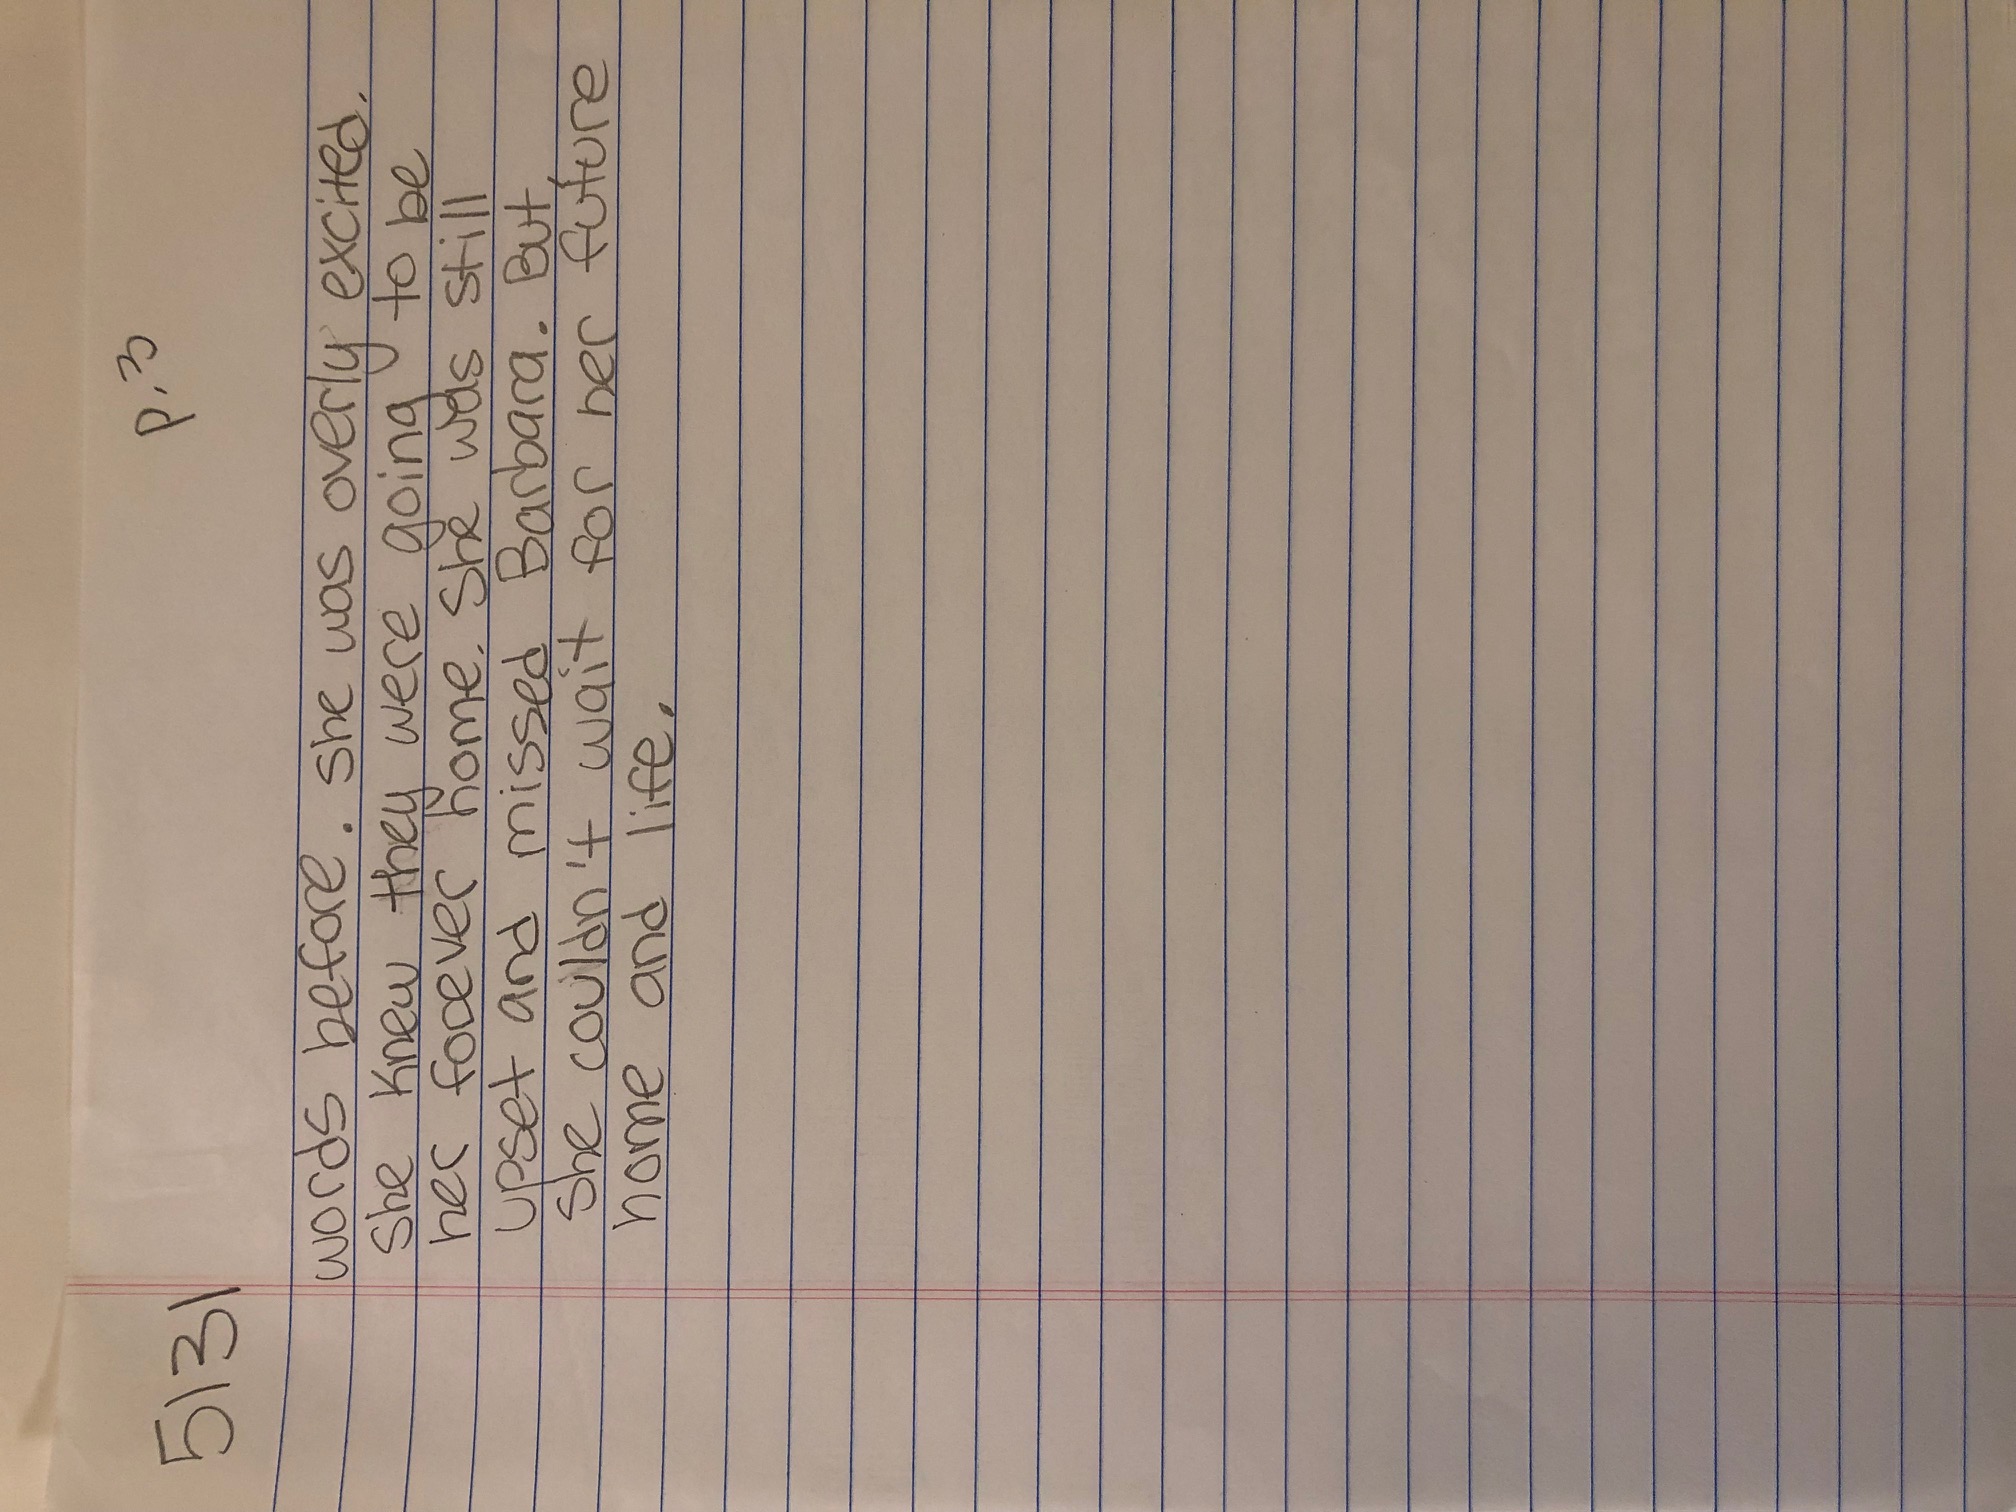 p.3
5131
words before. She was overly excited.
She knew they were going to be
her forever home. She was still
upset and missed Barbara. But,
she couldn't wait for her future
home and life.